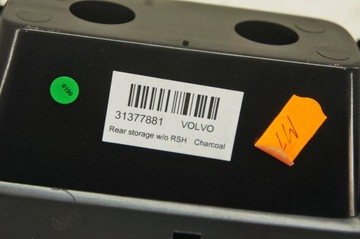 31377881 VOLVO
Rear storage w/o RSH Charcoal